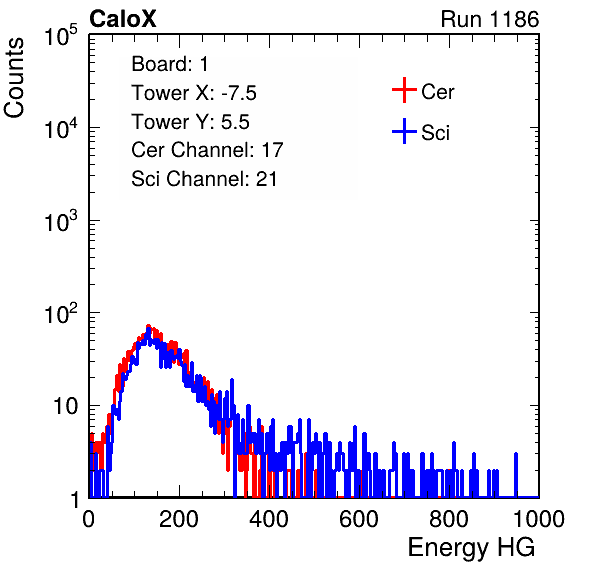 CaloX Run 1186
Counts
Board: 1
Tower X: -7.5
Tower Y: 5.5
Cer Channel: 17
Sci Channel: 21
Cer
Sci
10^5
10^4
10^3
10^2
10
1
0 200 400 600 800 1000
Energy HG